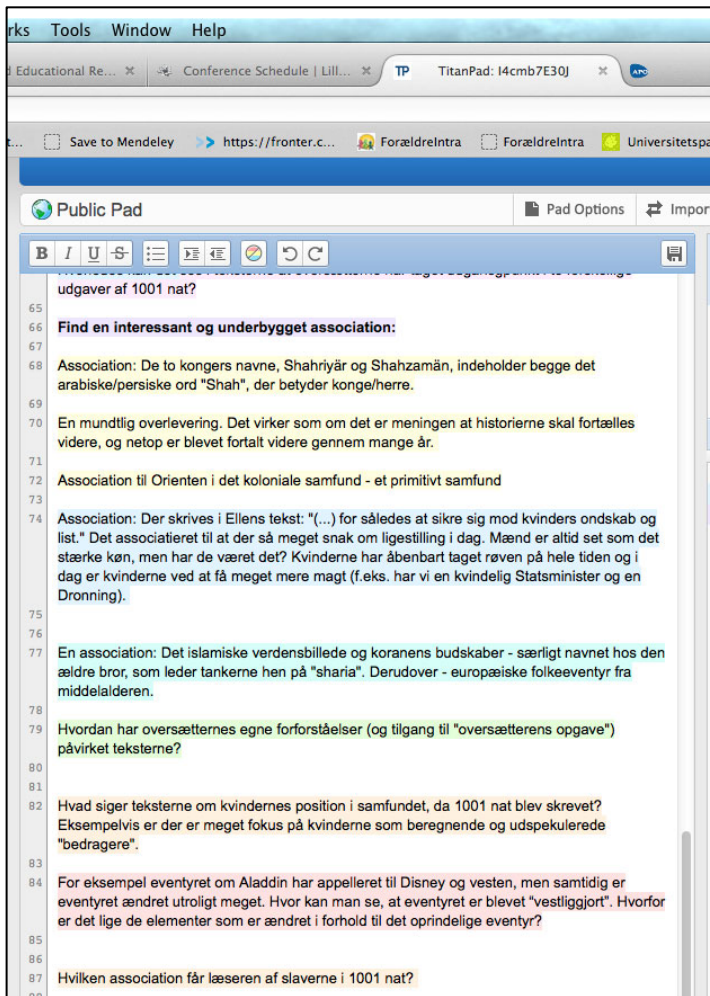 rks Tools Window Help
d Educational Re... Conference Schedule | Lill... TP TitanPad: I4cmb7E30J APC
t... Save to Mendeley https://fronter.c... ForældreIntra ForældreIntra Universitetspa
Public Pad Pad Options Impor
B I U S
udgaver af 1001 nat?
65
66 Find en interessant og underbygget association:
67
68 Association: De to kongers navne, Shahriyär og Shahzamän, indeholder begge det
arabiske/persiske ord "Shah", der betyder konge/herre.
69
70 En mundtlig overlevering. Det virker som om det er meningen at historierne skal fortælles
videre, og netop er blevet fortalt videre gennem mange år.
71
72 Association til Orienten i det koloniale samfund - et primitivt samfund
73
74 Association: Der skrives i Ellens tekst: "(...) for således at sikre sig mod kvinders ondskab og
list." Det associatieret til at der så meget snak om ligestilling i dag. Mænd er altid set som det
stærke køn, men har de været det? Kvinderne har åbenbart taget røven på hele tiden og i
dag er kvinderne ved at få meget mere magt (f.eks. har vi en kvindelig Statsminister og en
Dronning).
75
76
77 En association: Det islamiske verdensbillede og koranens budskaber - særligt navnet hos den
ældre bror, som leder tankerne hen på "sharia". Derudover - europæiske folkeeventyr fra
middelalderen.
78
79 Hvordan har oversætternes egne forforståelser (og tilgang til "oversætterens opgave")
påvirket teksterne?
80
81
82 Hvad siger teksterne om kvindernes position i samfundet, da 1001 nat blev skrevet?
Eksempelvis er der er meget fokus på kvinderne som beregnende og udspekulerede
"bedragere".
83
84 For eksempel eventyret om Aladdin har appelleret til Disney og vesten, men samtidig er
eventyret ændret utroligt meget. Hvor kan man se, at eventyret er blevet "vestliggjort". Hvorfor
er det lige de elementer som er ændret i forhold til det oprindelige eventyr?
85
86
87 Hvilken association får læseren af slaverne i 1001 nat?